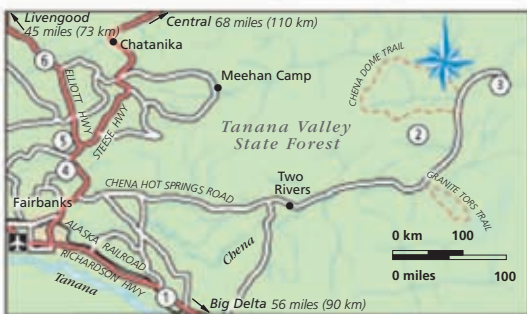 Livengood
45 miles (73 km)
Central 68 miles (110 km)
Chatanika
6
Meehan Camp
CHENA DOME TRAIL
3
ELLIOTT HWY
STEESE HWY
Tanana Valley
State Forest
2
5
4
Two
Rivers
CHENA HOT SPRINGS ROAD
GRANITE TORS TRAIL
Fairbanks
ALASKA RAILROAD
RICHARDSON HWY
Chena
Tanana
0 km 100
0 miles 100
1
Big Delta 56 miles (90 km)